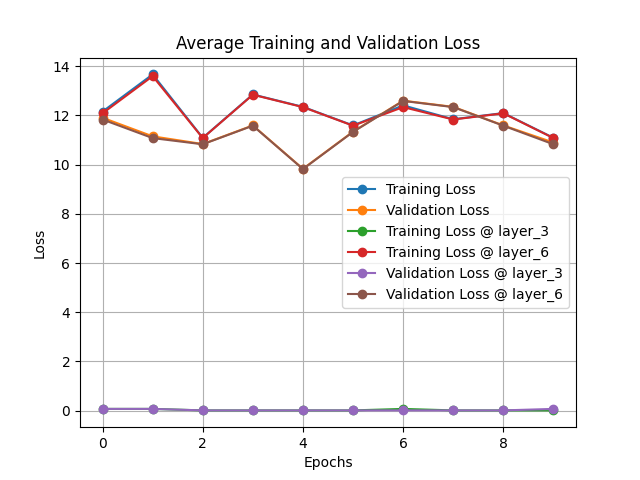 Average Training and Validation Loss
14
12
10
8
6
4
2
0
Loss
Training Loss
Validation Loss
Training Loss @ layer_3
Training Loss @ layer_6
Validation Loss @ layer_3
Validation Loss @ layer_6
0 2 4 6 8
Epochs